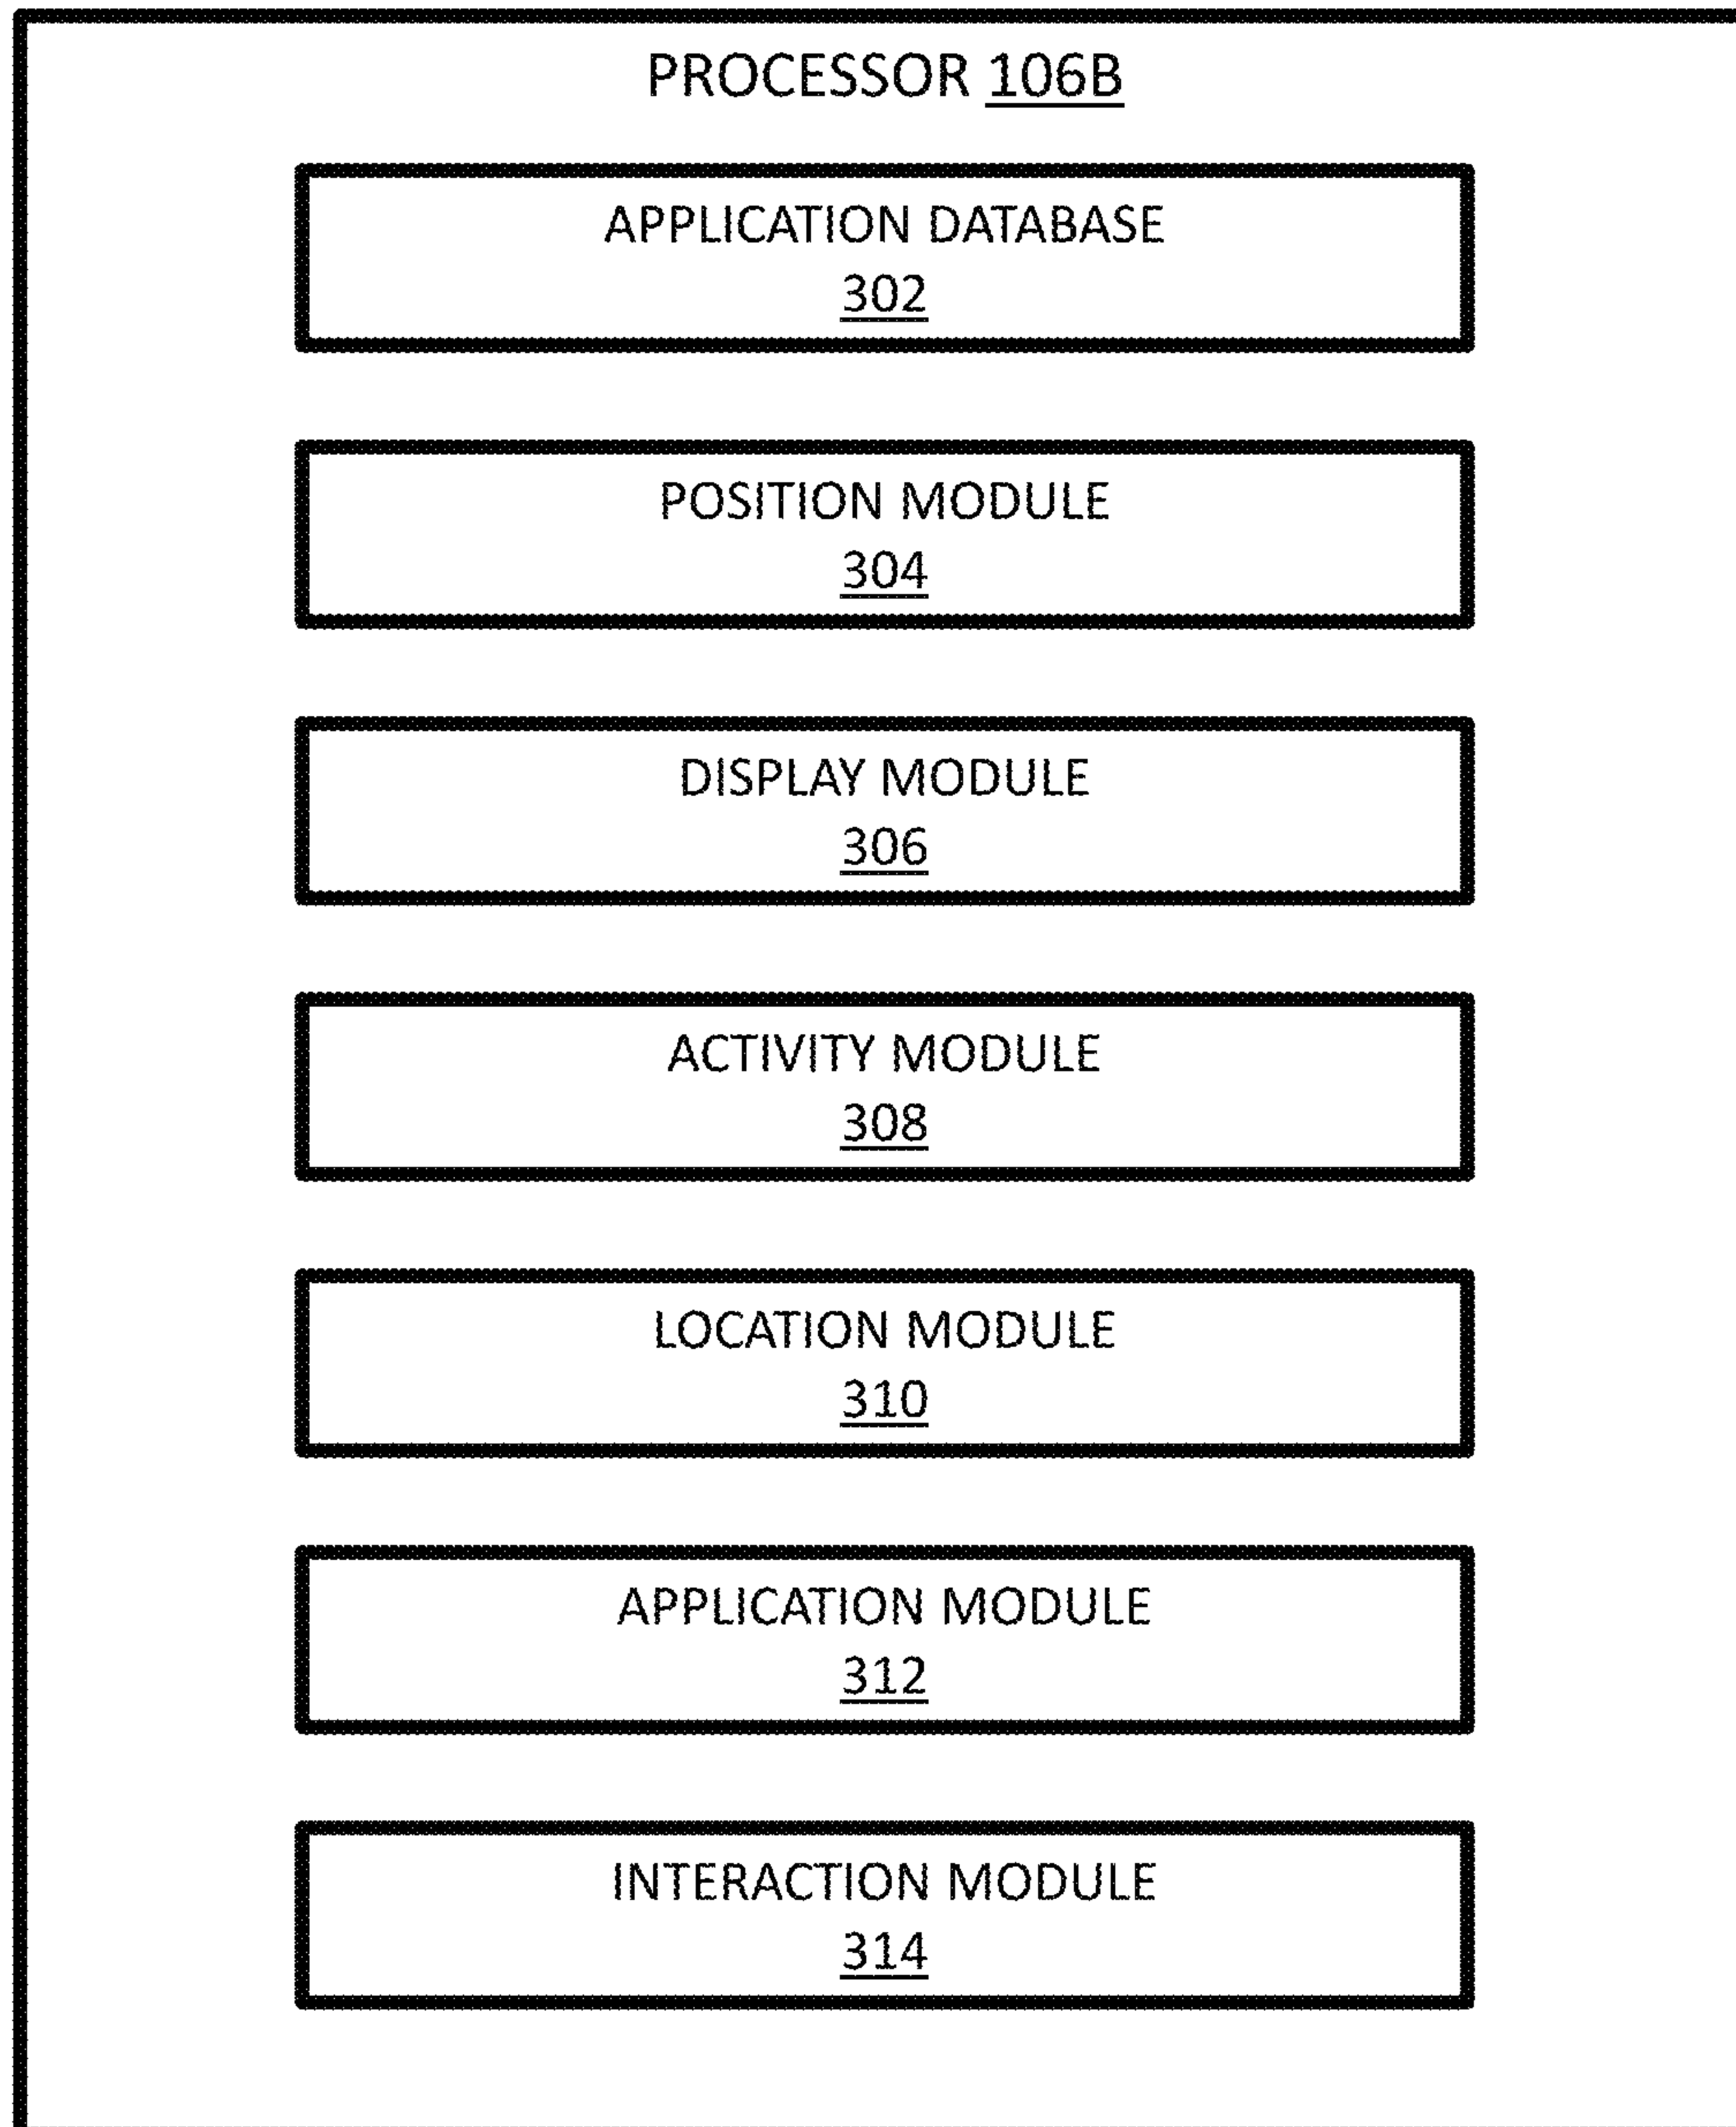 PROCESSOR 106B
APPLICATION DATABASE
302
POSITION MODULE
304
DISPLAY MODULE
306
ACTIVITY MODULE
308
LOCATION MODULE
310
APPLICATION MODULE
312
INTERACTION MODULE
314